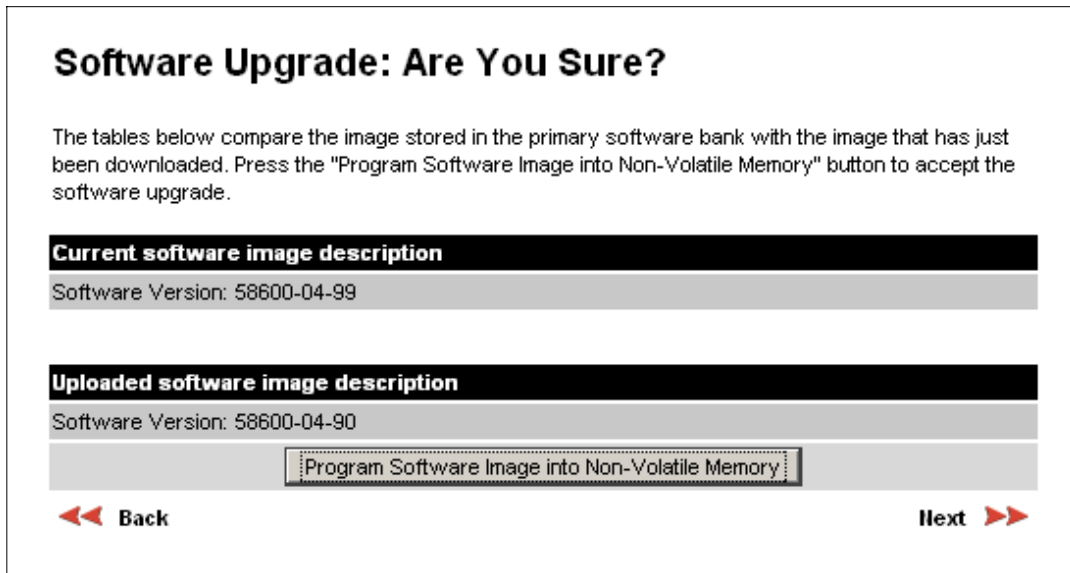 Software Upgrade: Are You Sure?
The tables below compare the image stored in the primary software bank with the image that has just
been downloaded. Press the "Program Software Image into Non-Volatile Memory" button to accept the
software upgrade.
Current software image description
Software Version: 58600-04-99
Uploaded software image description
Software Version: 58600-04-90
Program Software Image into Non-Volatile Memory
Back Next